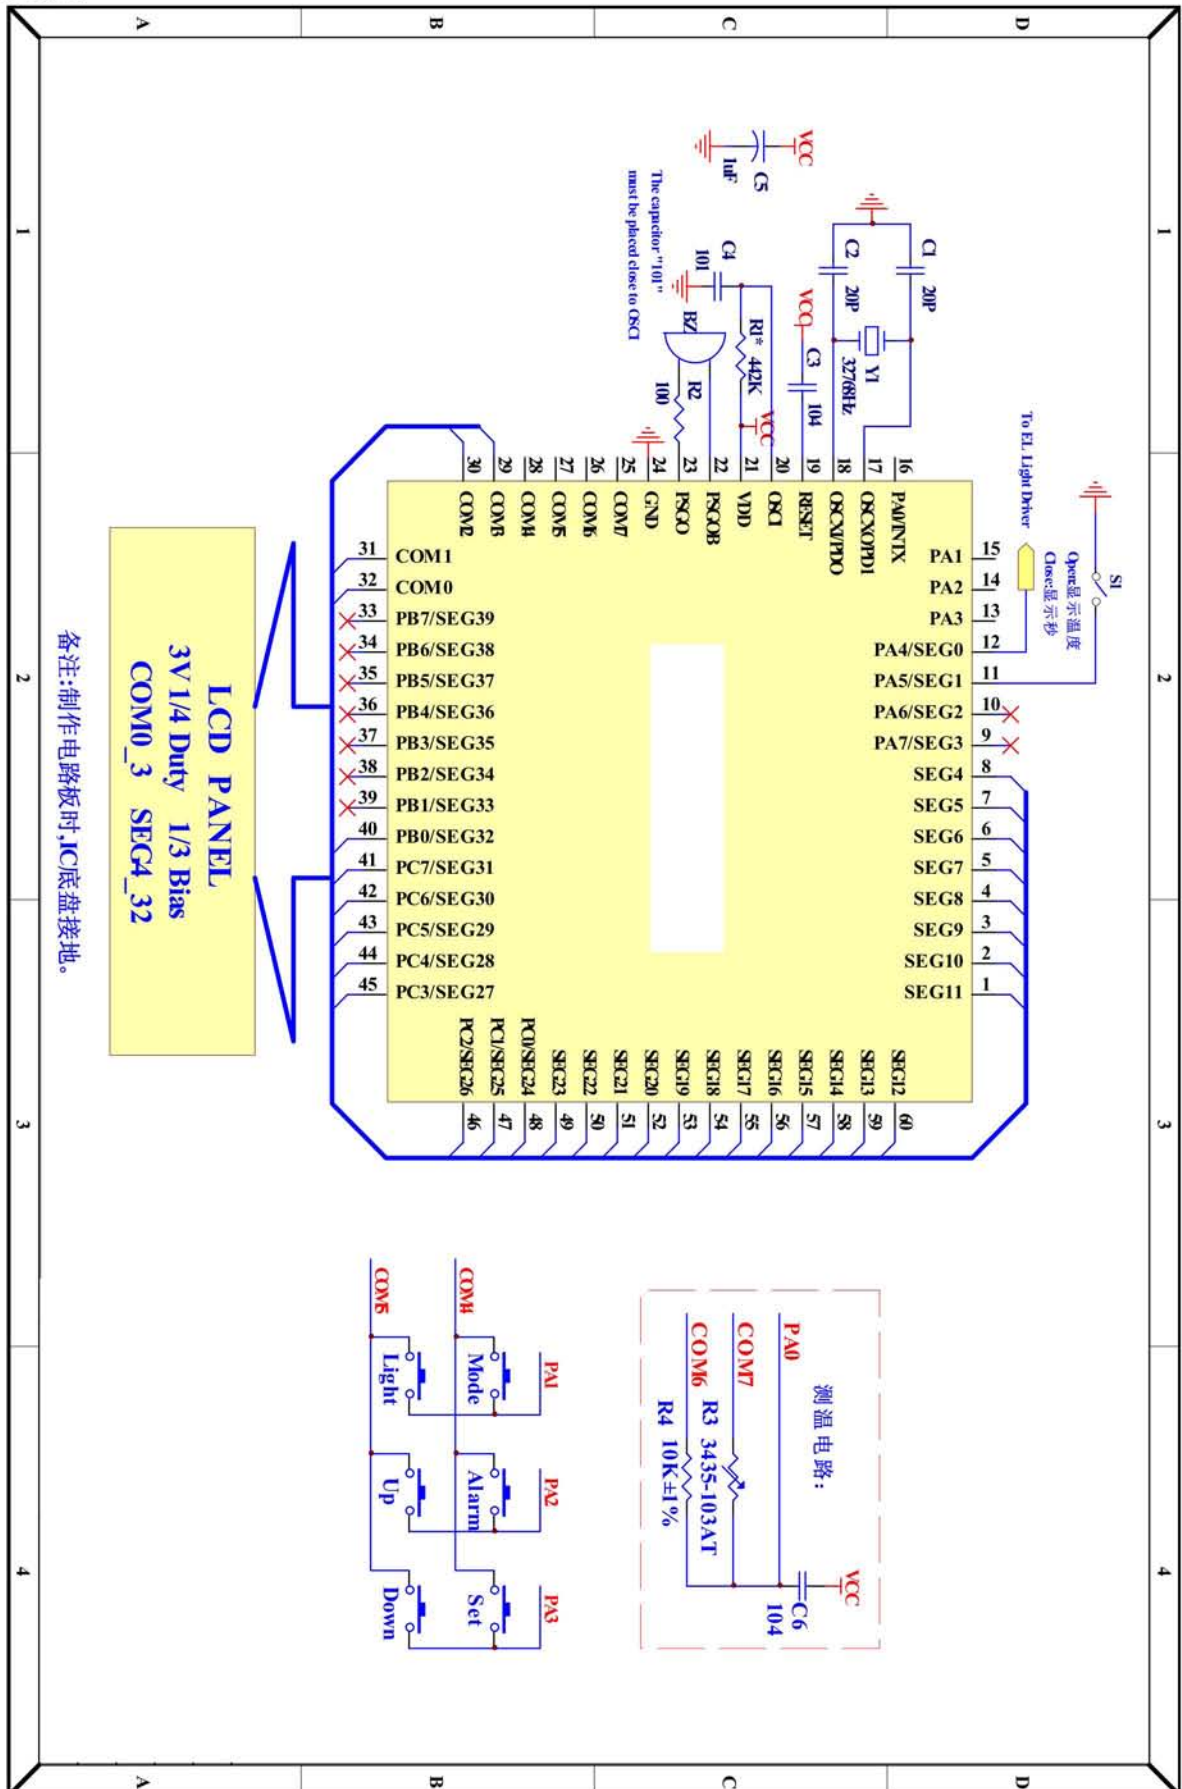 A
B
C
D
1
1
2
2
3
3
4
4
A
B
C
D
VCC
C5
1uF
The capacitor "101"
must be placed close to OSCI
C1
20P
C2
20P
Y1
32768Hz
VCC
C3
104
C4
101
R1*
442K
VCC
BZ
R2
100
To EL Light Driver
S1
Open:显示温度
Close:显示秒
16 PA0/INTX
17 OSCXO/PD1
18 OSCXI/PDO
19 RESET
20 OSCI
21 VDD
22 PSGOB
23 PSGO
24 GND
25 COM7
26 COM6
27 COM5
28 COM4
29 COM3
30 COM2
PA1 15
PA2 14
PA3 13
PA4/SEG0 12
PA5/SEG1 11
PA6/SEG2 10
PA7/SEG3 9
SEG4 8
SEG5 7
SEG6 6
SEG7 5
SEG8 4
SEG9 3
SEG10 2
SEG11 1
31 COM1
32 COM0
33 PB7/SEG39
34 PB6/SEG38
35 PB5/SEG37
36 PB4/SEG36
37 PB3/SEG35
38 PB2/SEG34
39 PB1/SEG33
40 PB0/SEG32
41 PC7/SEG31
42 PC6/SEG30
43 PC5/SEG29
44 PC4/SEG28
45 PC3/SEG27
SEG12 60
SEG13 59
SEG14 58
SEG15 57
SEG16 56
SEG17 55
SEG18 54
SEG19 53
SEG20 52
SEG21 51
SEG22 50
SEG23 49
PC0/SEG24 48
PC1/SEG25 47
PC2/SEG26 46
LCD PANEL
3V 1/4 Duty 1/3 Bias
COM0_3 SEG4_32
备注:制作电路板时,IC底盘接地。
测温电路:
PA0
COM7
COM6
R3 3435-103AT
R4 10K±1%
VCC
C6
104
PA1
PA2
PA3
COM4
Mode
Alarm
Set
COM5
Light
Up
Down